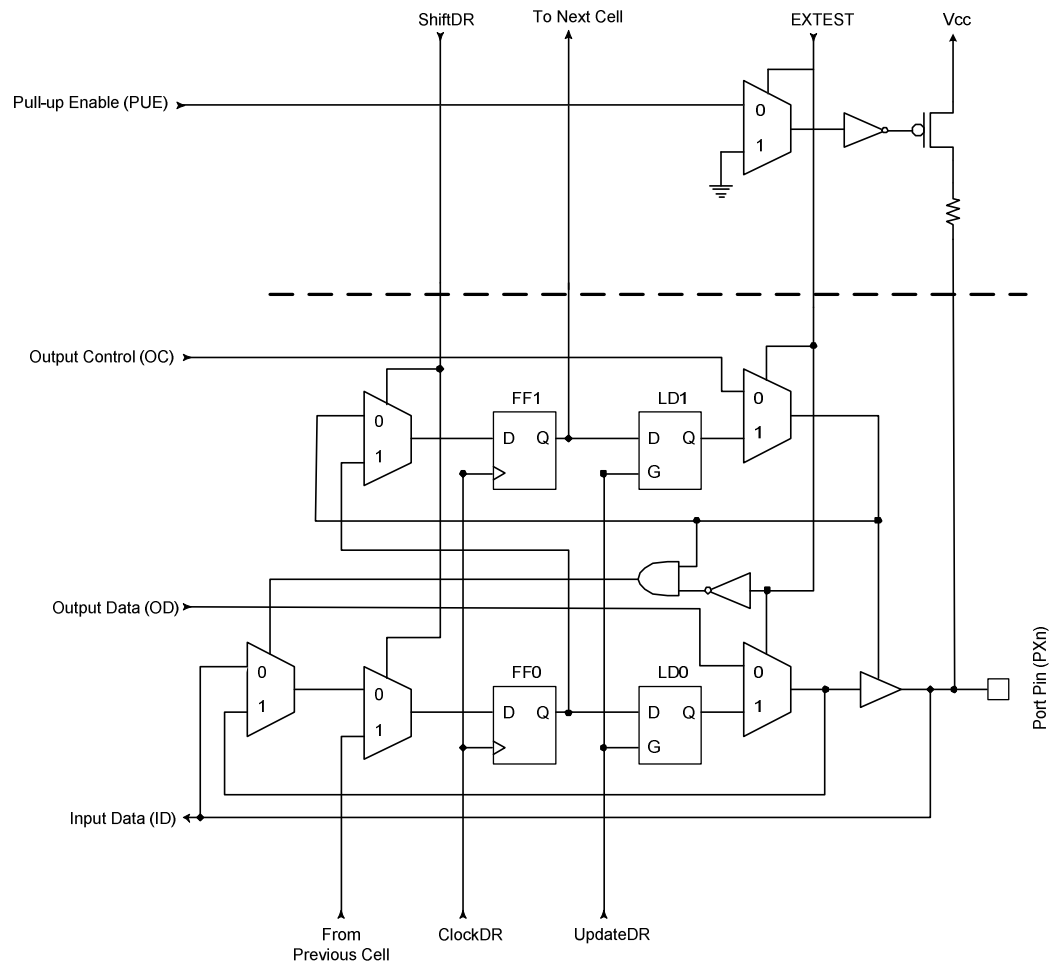 ShiftDR
To Next Cell
EXTEST
Vcc
Pull-up Enable (PUE)
0
1
Output Control (OC)
FF1
LD1
0
0
D Q
D Q
1
1
G
Output Data (OD)
FF0
LD0
0
0
0
1
D Q
D Q
1
1
G
Port Pin (PXn)
Input Data (ID)
From
Previous Cell
ClockDR
UpdateDR